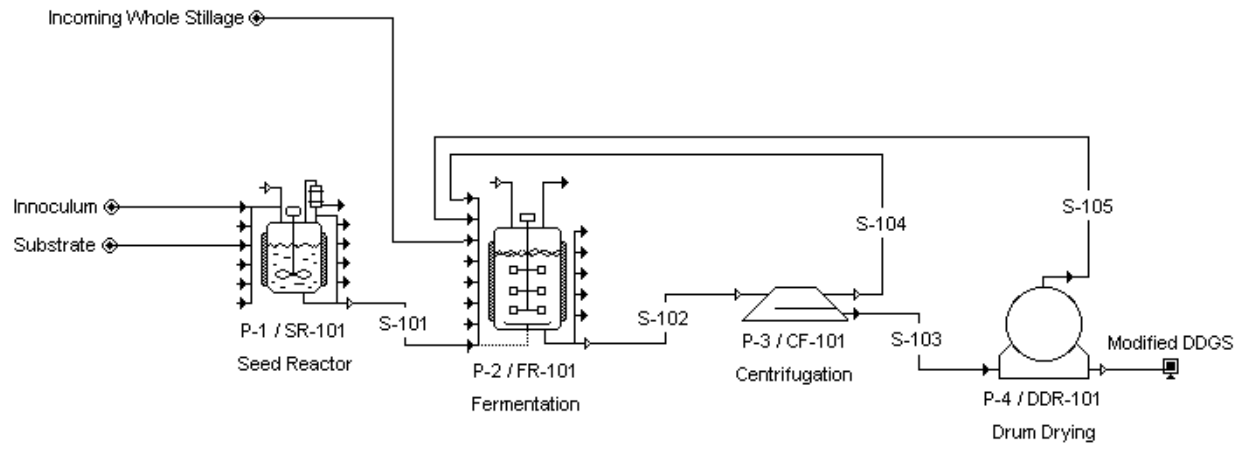 Incoming Whole Stillage
Innoculum
Substrate
P-1 / SR-101
Seed Reactor
S-101
P-2 / FR-101
Fermentation
S-102
P-3 / CF-101
Centrifugation
S-104
S-103
S-105
P-4 / DDR-101
Drum Drying
Modified DDGS